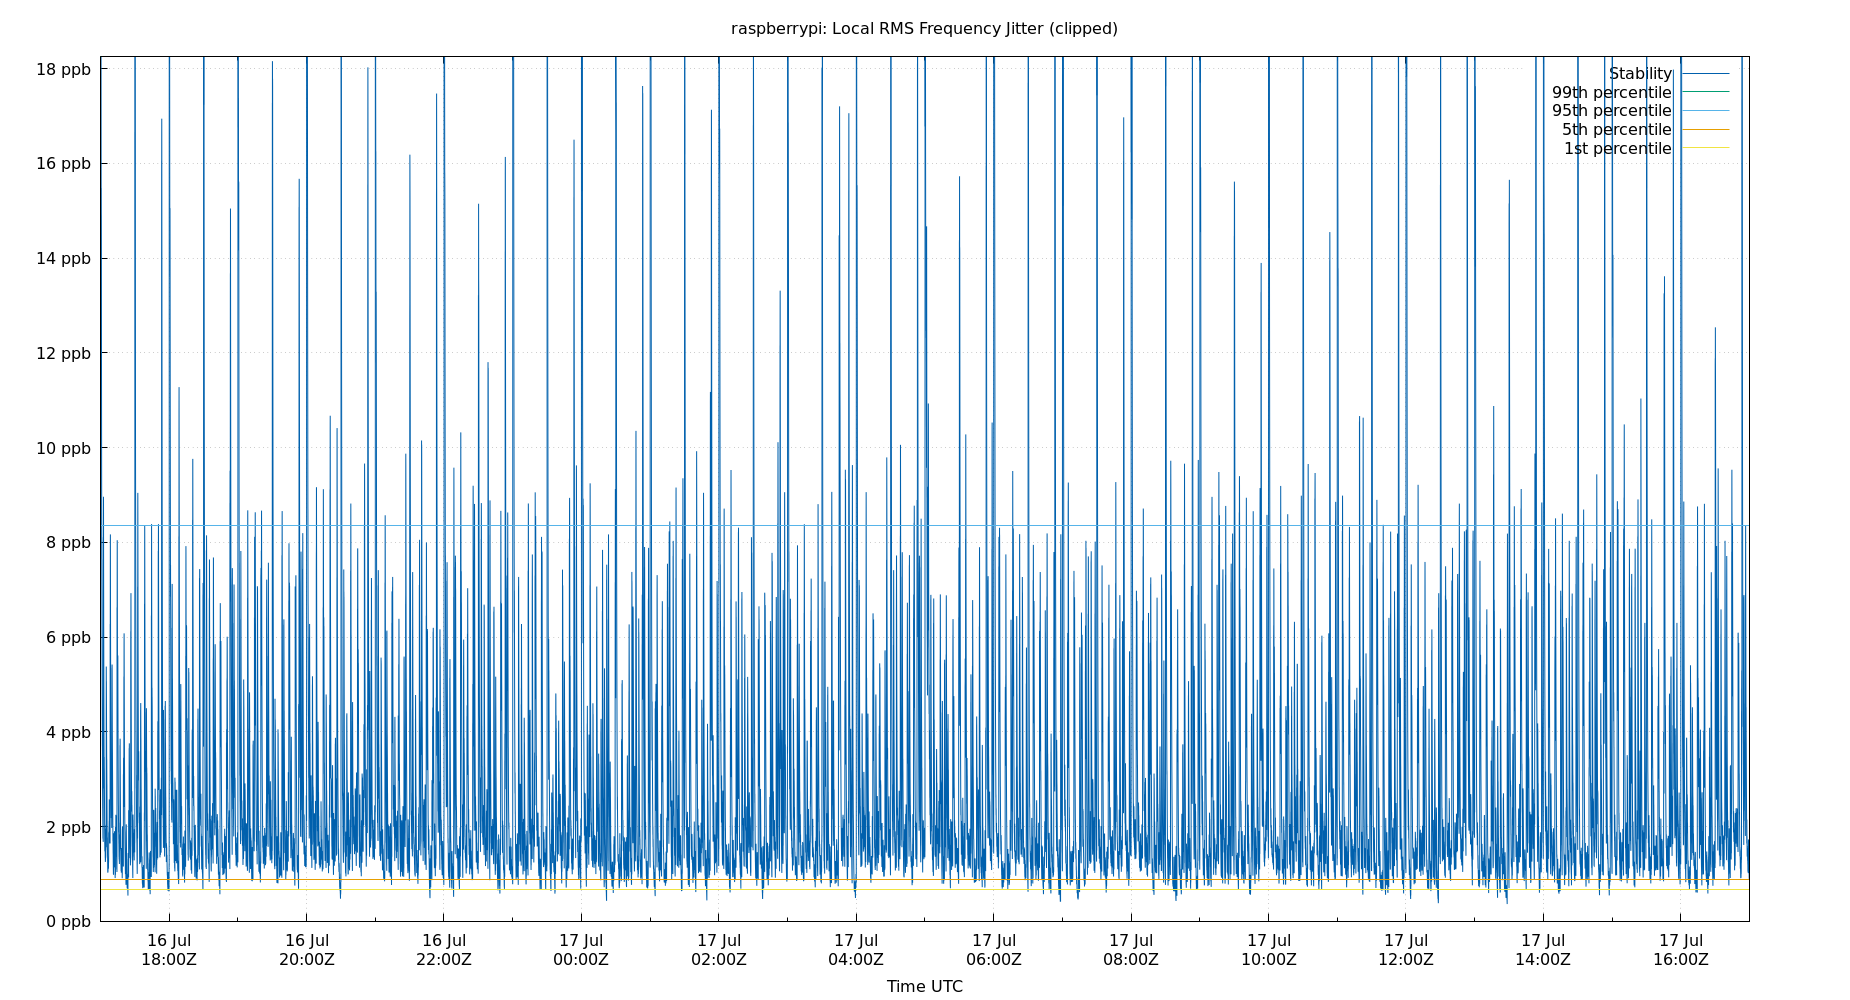 raspberrypi: Local RMS Frequency Jitter (clipped)
18 ppb
16 ppb
14 ppb
12 ppb
10 ppb
8 ppb
6 ppb
4 ppb
2 ppb
0 ppb
Stability
99th percentile
95th percentile
5th percentile
1st percentile
16 Jul 16 Jul 16 Jul 17 Jul 17 Jul 17 Jul 17 Jul 17 Jul 17 Jul 17 Jul 17 Jul 17 Jul
18:00Z 20:00Z 22:00Z 00:00Z 02:00Z 04:00Z 06:00Z 08:00Z 10:00Z 12:00Z 14:00Z 16:00Z
Time UTC